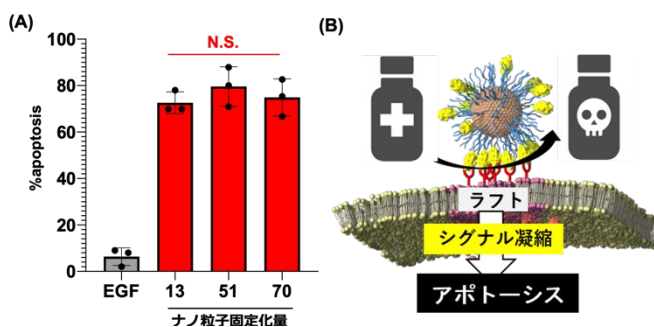 (A)
N.S.
100
80
60
40
20
0
%apoptosis
EGF 13 51 70
ナノ粒子固定化量
(B)
ラフト
シグナル凝縮
アポトーシス